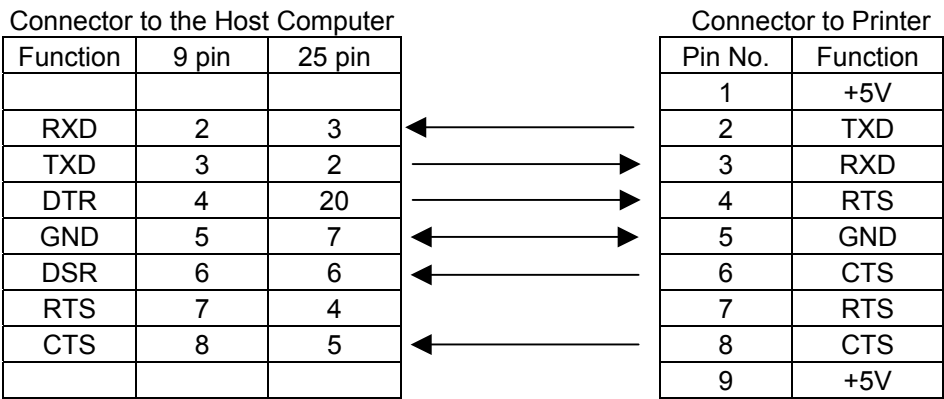 Connector to the Host Computer Connector to Printer
Function 9 pin 25 pin Pin No. Function
1 +5V
RXD 2 3 2 TXD
TXD 3 2 3 RXD
DTR 4 20 4 RTS
GND 5 7 5 GND
DSR 6 6 6 CTS
RTS 7 4 7 RTS
CTS 8 5 8 CTS
9 +5V